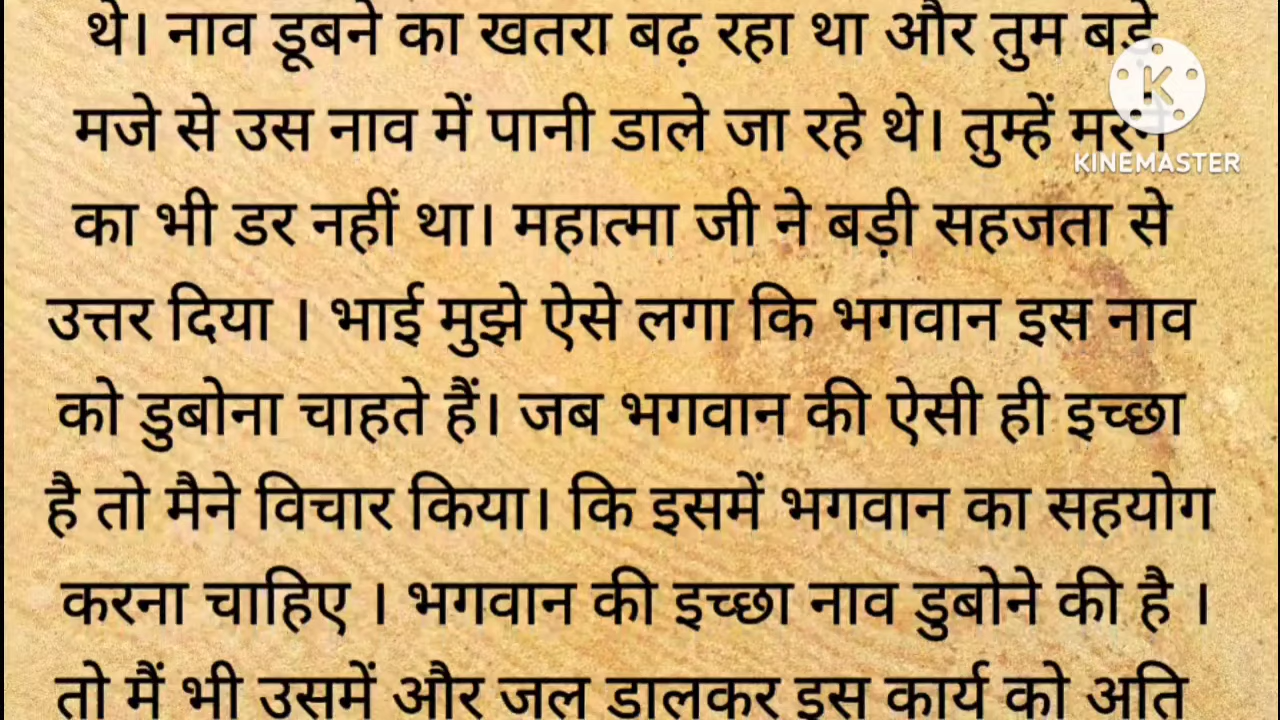 थे। नाव डूबने का खतरा बढ़ रहा था और तुम बड़े
मजे से उस नाव में पानी डाले जा रहे थे। तुम्हें मरने
का भी डर नहीं था। महात्मा जी ने बड़ी सहजता से
उत्तर दिया । भाई मुझे ऐसे लगा कि भगवान इस नाव
को डुबोना चाहते हैं। जब भगवान की ऐसी ही इच्छा
है तो मैने विचार किया। कि इसमें भगवान का सहयोग
करना चाहिए । भगवान की इच्छा नाव डुबोने की है ।
तो मैं भी उसमें और जल डालकर इस कार्य को अति
K
KINEMASTER